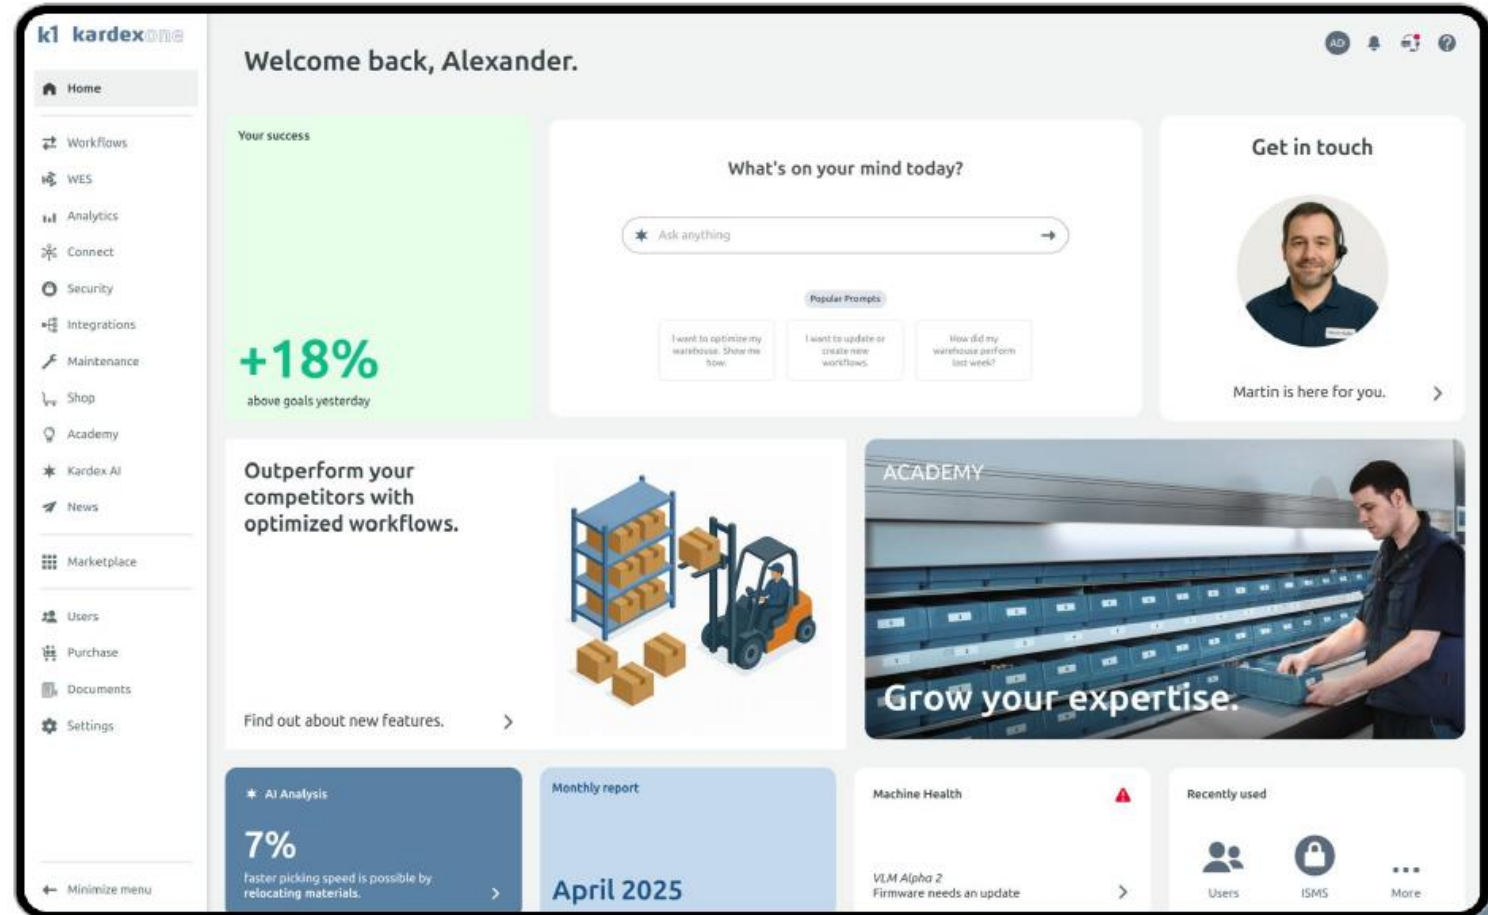 k1 kardexone
Home
Workflows
WES
Analytics
Connect
Security
Integrations
Maintenance
Shop
Academy
Kardex AI
News
Marketplace
Users
Purchase
Documents
Settings
Minimize menu
Welcome back, Alexander.
AD
Your success
+18%
above goals yesterday
What's on your mind today?
Ask anything
Popular Prompts
I want to optimize my
warehouse. Show me
how.
I want to update or
create new
workflows.
How did my
warehouse perform
last week?
Get in touch
Martin is here for you.
Outperform your
competitors with
optimized workflows.
Find out about new features.
ACADEMY
Grow your expertise.
AI Analysis
7%
faster picking speed is possible by
relocating materials.
Monthly report
April 2025
Machine Health
VLM Alpha 2
Firmware needs an update
Recently used
Users
ISMS
More